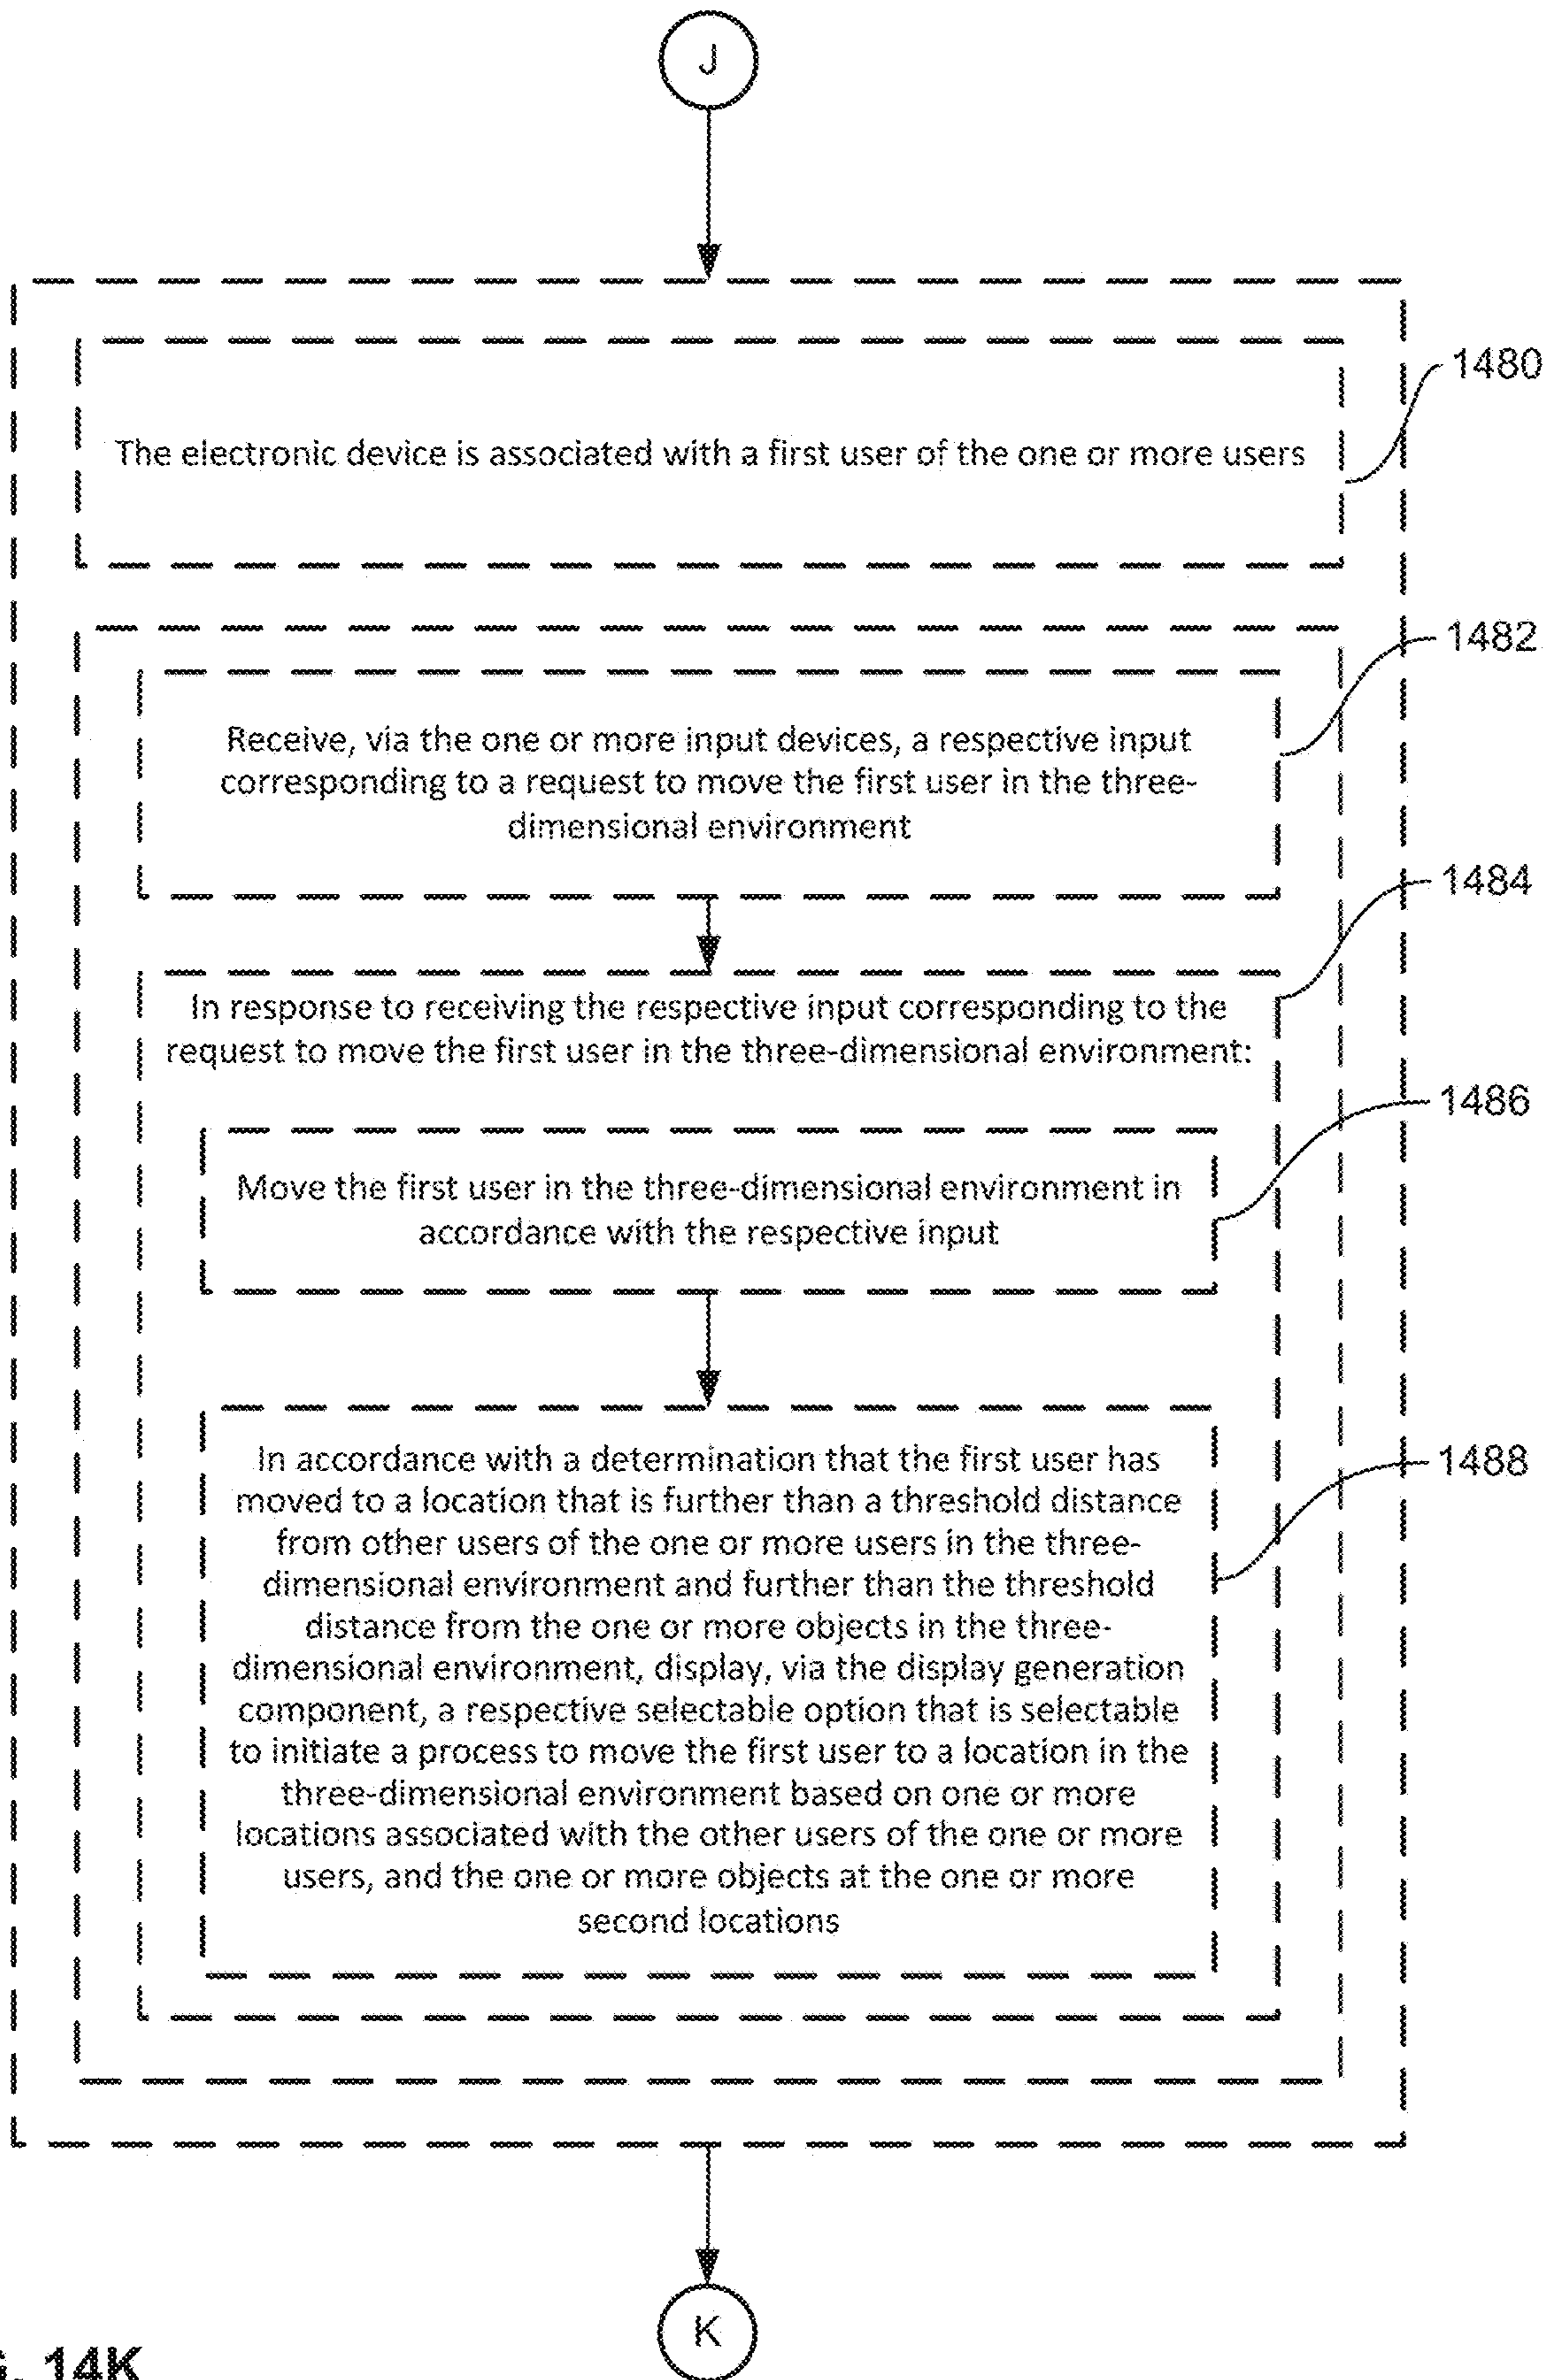 J
1480
The electronic device is associated with a first user of the one or more users
1482
Receive, via the one or more input devices, a respective input
corresponding to a request to move the first user in the three-
dimensional environment
1484
In response to receiving the respective input corresponding to the
request to move the first user in the three-dimensional environment:
1486
Move the first user in the three-dimensional environment in
accordance with the respective input
1488
In accordance with a determination that the first user has
moved to a location that is further than a threshold distance
from other users of the one or more users in the three-
dimensional environment and further than the threshold
distance from the one or more objects in the three-
dimensional environment, display, via the display generation
component, a respective selectable option that is selectable
to initiate a process to move the first user to a location in the
three-dimensional environment based on one or more
locations associated with the other users of the one or more
users, and the one or more objects at the one or more
second locations
K
14K